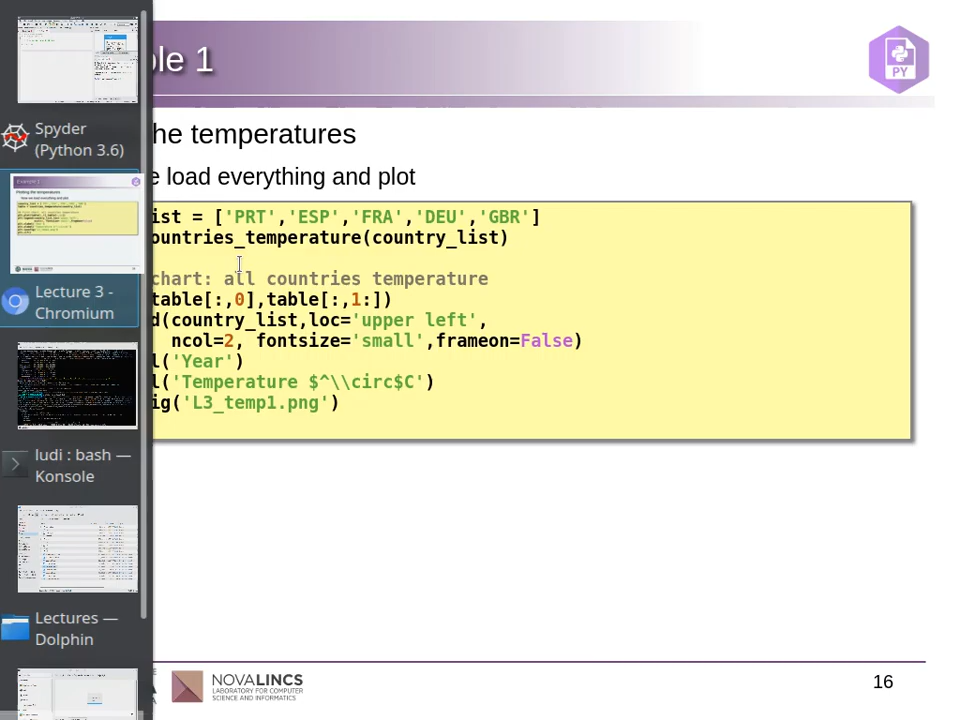 ple 1
PY
he temperatures
e load everything and plot
ist = ['PRT','ESP','FRA','DEU','GBR']
ountries_temperature(country_list)
chart: all countries temperature
table[:,0],table[:,1:])
d(country_list,loc='upper left',
ncol=2, fontsize='small',frameon=False)
l('Year')
l('Temperature $^\\circ$C')
ig('L3_temp1.png')
Spyder
(Python 3.6)
Lecture 3 -
Chromium
ludi : bash —
Konsole
Lectures —
Dolphin
NOVALINCS
LABORATORY FOR COMPUTER
SCIENCE AND INFORMATICS
16